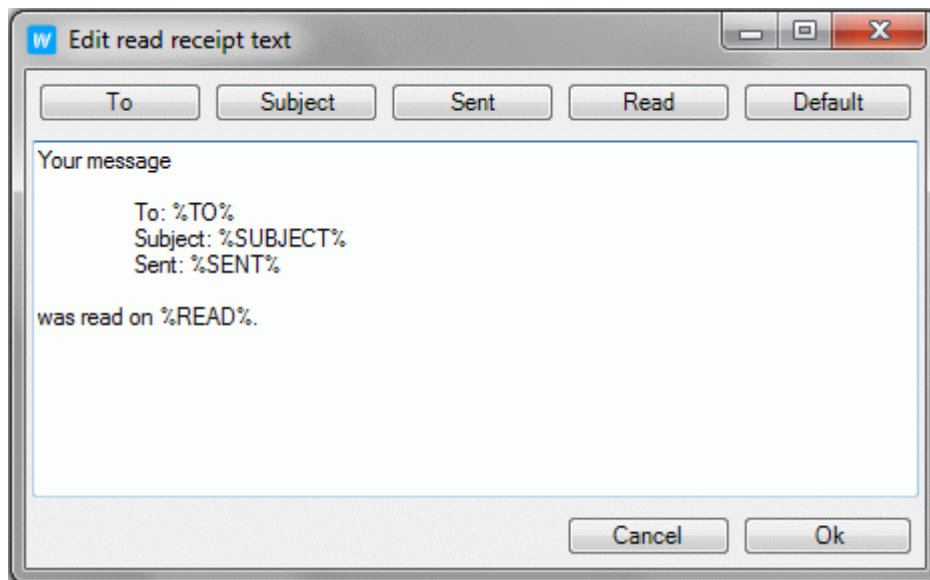 W Edit read receipt text
To Subject Sent Read Default
Your message
To: %TO%
Subject: %SUBJECT%
Sent: %SENT%
was read on %READ%.
Cancel Ok